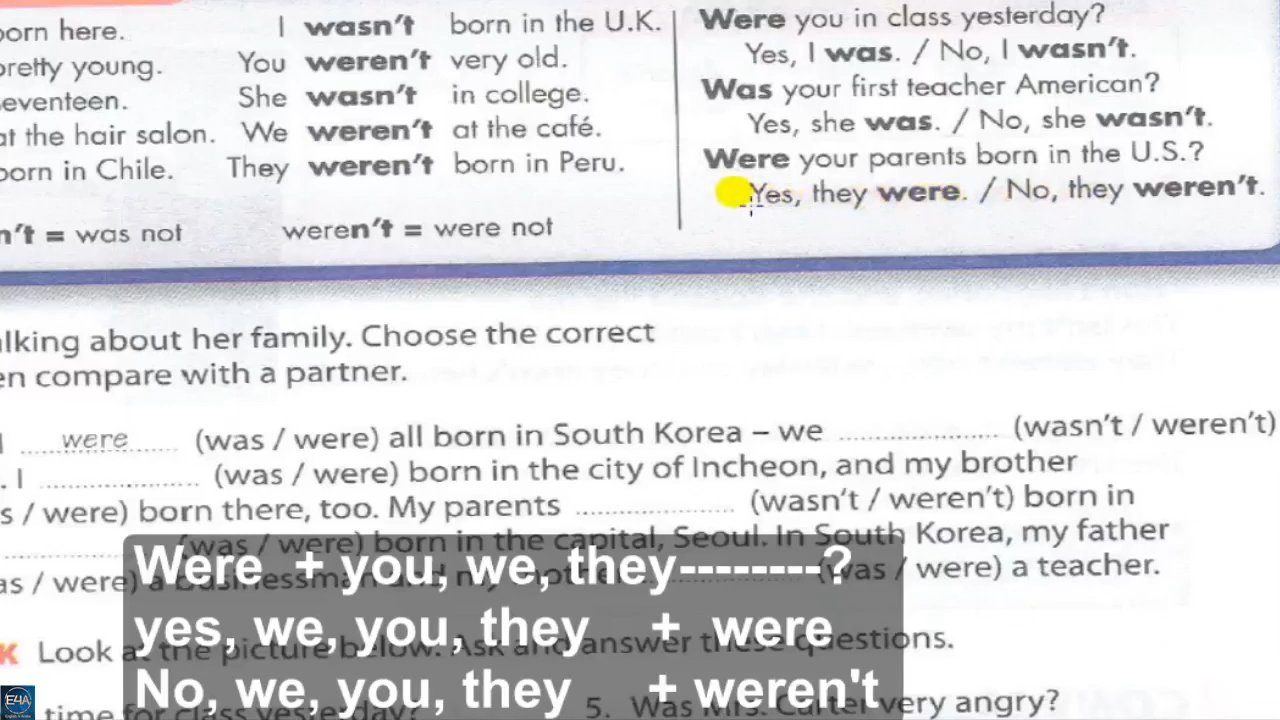 born here. I wasn't born in the U.K. Were you in class yesterday?
pretty young. You weren't very old. Yes, I was. / No, I wasn't.
seventeen. She wasn't in college. Was your first teacher American?
at the hair salon. We weren't at the café. Yes, she was. / No, she wasn't.
born in Chile. They weren't born in Peru. Were your parents born in the U.S.?
Yes, they were. / No, they weren't.
n't = was not weren't = were not
alking about her family. Choose the correct
en compare with a partner.
were (was / were) all born in South Korea – we (wasn't / weren't)
. I (was / were) born in the city of Incheon, and my brother
s / were) born there, too. My parents (wasn't / weren't) born in
(was / were) born in the capital, Seoul. In South Korea, my father
as / were) a businessman and my mother (was / were) a teacher.
K Look at the picture below. Ask and answer these questions.
time for class yesterday? 5. Was Mrs. Carter very angry?
Were + you, we, they--------?
yes, we, you, they + were
No, we, you, they + weren't
E4A